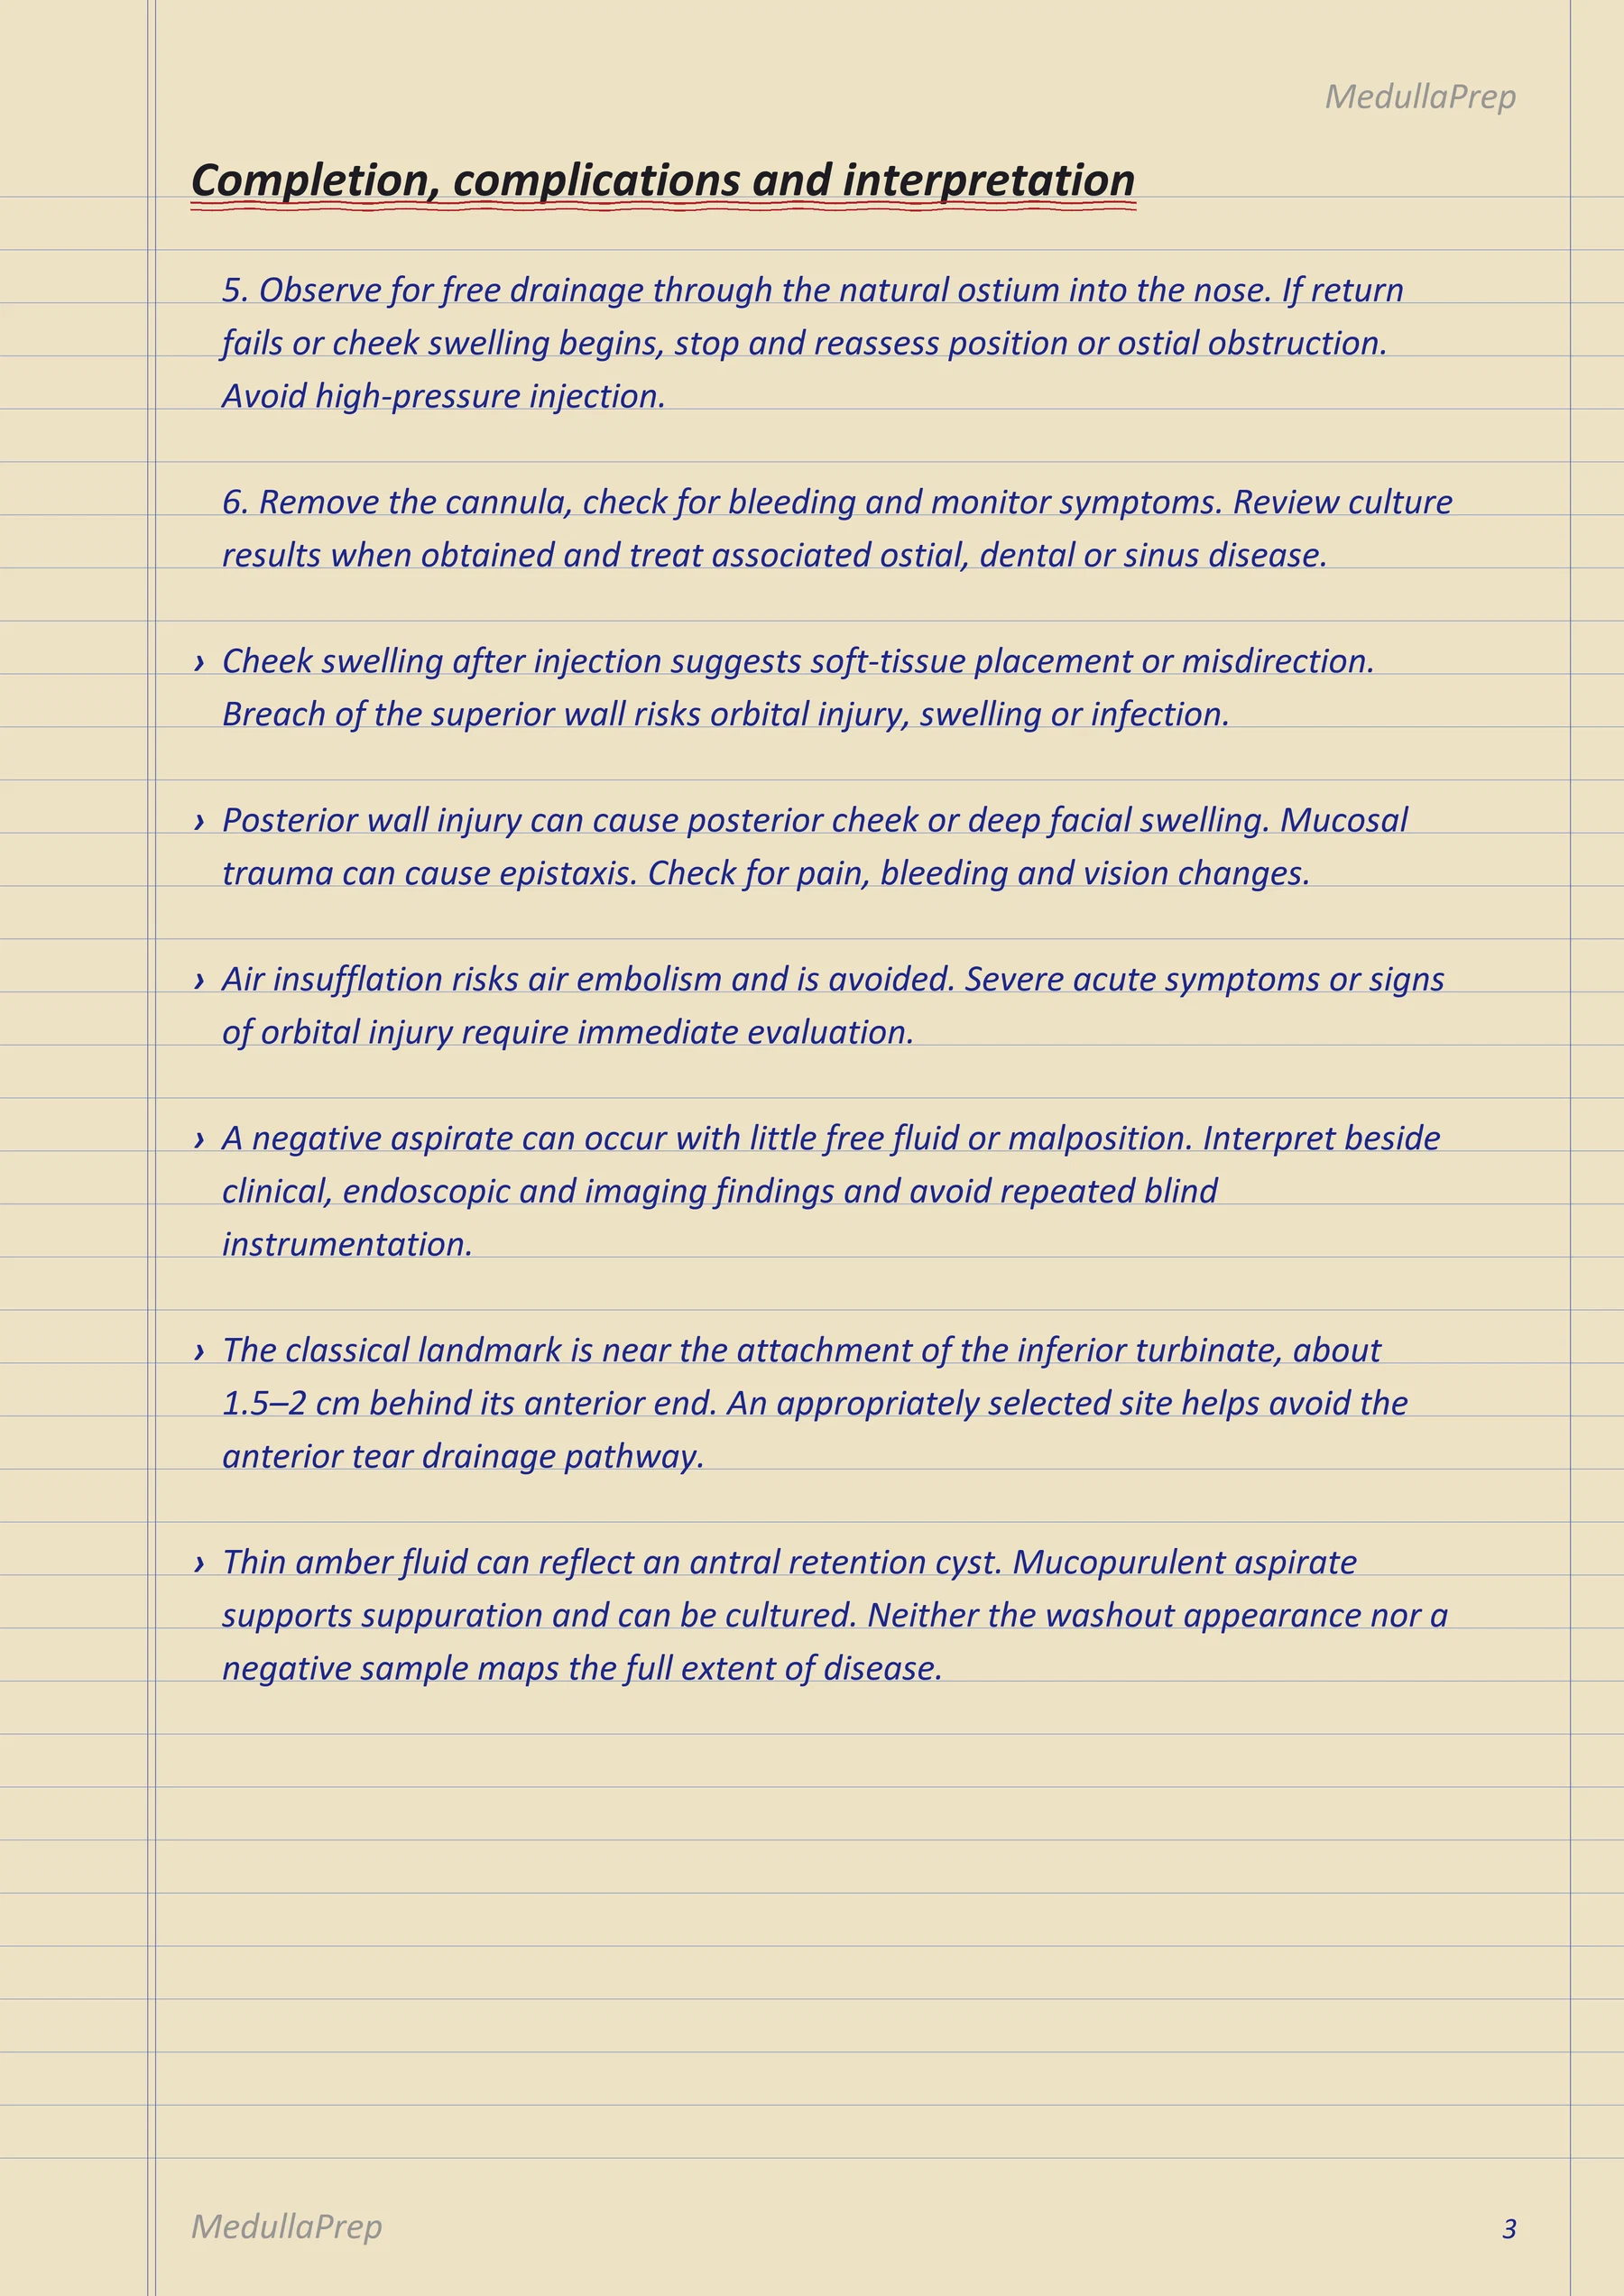 MedullaPrep
Completion, complications and interpretation
5. Observe for free drainage through the natural ostium into the nose. If return
fails or cheek swelling begins, stop and reassess position or ostial obstruction.
Avoid high-pressure injection.
6. Remove the cannula, check for bleeding and monitor symptoms. Review culture
results when obtained and treat associated ostial, dental or sinus disease.
› Cheek swelling after injection suggests soft-tissue placement or misdirection.
Breach of the superior wall risks orbital injury, swelling or infection.
› Posterior wall injury can cause posterior cheek or deep facial swelling. Mucosal
trauma can cause epistaxis. Check for pain, bleeding and vision changes.
› Air insufflation risks air embolism and is avoided. Severe acute symptoms or signs
of orbital injury require immediate evaluation.
› A negative aspirate can occur with little free fluid or malposition. Interpret beside
clinical, endoscopic and imaging findings and avoid repeated blind
instrumentation.
› The classical landmark is near the attachment of the inferior turbinate, about
1.5–2 cm behind its anterior end. An appropriately selected site helps avoid the
anterior tear drainage pathway.
› Thin amber fluid can reflect an antral retention cyst. Mucopurulent aspirate
supports suppuration and can be cultured. Neither the washout appearance nor a
negative sample maps the full extent of disease.
MedullaPrep
3